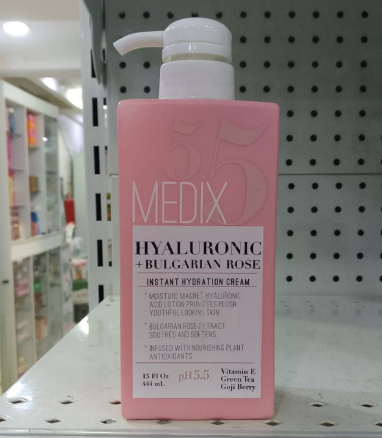 55
MEDIX
HYALURONIC
+ BULGARIAN ROSE
INSTANT HYDRATION CREAM
* MOISTURE MAGNET HYALURONIC
ACID LOTION PROMOTES PLUSH
YOUTHFUL LOOKING SKIN
* BULGARIAN ROSE EXTRACT
SOOTHES AND SOFTENS
* INFUSED WITH NOURISHING PLANT
ANTIOXIDANTS
15 Fl Oz
444 mL
pH5.5
Vitamin E
Green Tea
Goji Berry